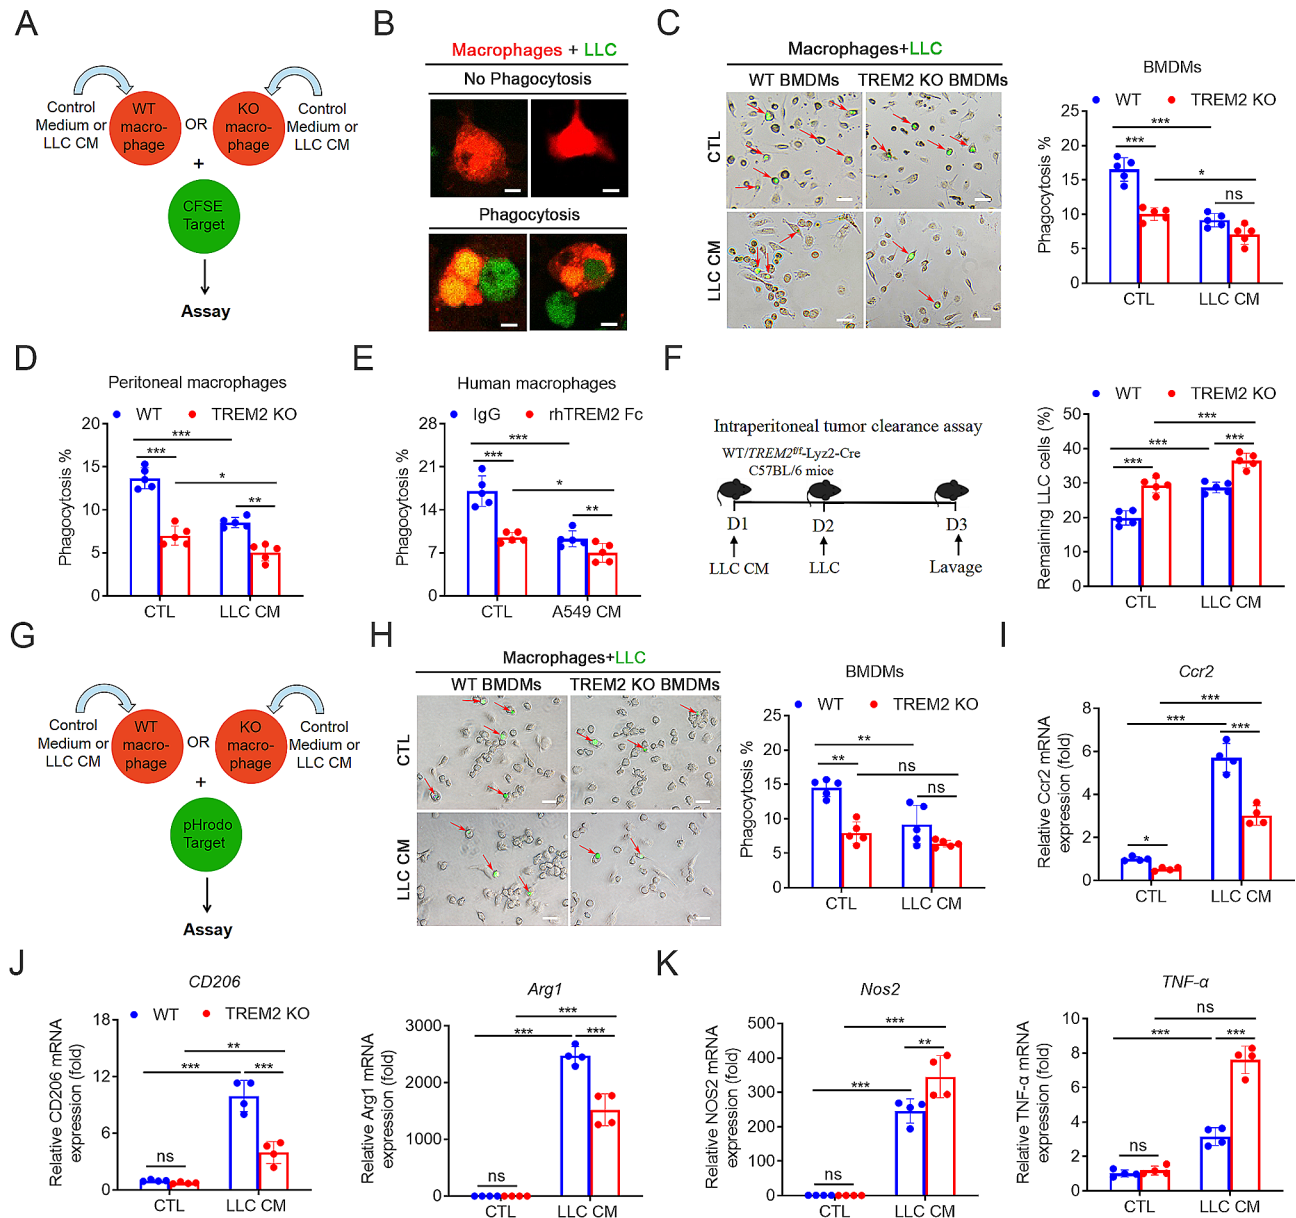 A
Control
Medium or
LLC CM
WT
macro-
phage
OR
KO
macro-
phage
Control
Medium or
LLC CM
+
CFSE
Target
Assay
B
Macrophages + LLC
No Phagocytosis
Phagocytosis
C
Macrophages+LLC
WT BMDMs
TREM2 KO BMDMs
CTL
LLC CM
BMDMs
WT
TREM2 KO
Phagocytosis %
25
20
15
10
5
0
***
***
*
ns
CTL
LLC CM
D
Peritoneal macrophages
WT
TREM2 KO
Phagocytosis %
20
15
10
5
0
***
***
*
**
CTL
LLC CM
E
Human macrophages
IgG
rhTREM2 Fc
Phagocytosis %
28
21
14
7
0
***
***
*
**
CTL
A549 CM
F
Intraperitoneal tumor clearance assay
WT/TREM2f/f-Lyz2-Cre
C57BL/6 mice
D1
D2
D3
LLC CM
LLC
Lavage
WT
TREM2 KO
Remaining LLC cells (%)
50
40
30
20
10
0
***
***
***
***
CTL
LLC CM
G
Control
Medium or
LLC CM
WT
macro-
phage
OR
KO
macro-
phage
Control
Medium or
LLC CM
+
pHrodo
Target
Assay
H
Macrophages+LLC
WT BMDMs
TREM2 KO BMDMs
CTL
LLC CM
BMDMs
WT
TREM2 KO
Phagocytosis %
25
20
15
10
5
0
**
**
ns
ns
CTL
LLC CM
I
Ccr2
Relative Ccr2 mRNA
expression (fold)
8
6
4
2
0
***
***
***
*
CTL
LLC CM
J
CD206
WT
TREM2 KO
Relative CD206 mRNA
expression (fold)
18
12
6
0
**
***
***
ns
CTL
LLC CM
Arg1
Relative Arg1 mRNA
expression (fold)
3000
2000
1000
0
***
***
***
ns
CTL
LLC CM
K
Nos2
Relative NOS2 mRNA
expression (fold)
500
400
300
200
100
0
***
**
***
ns
CTL
LLC CM
TNF-α
Relative TNF-α mRNA
expression (fold)
10
8
6
4
2
0
ns
***
***
ns
CTL
LLC CM